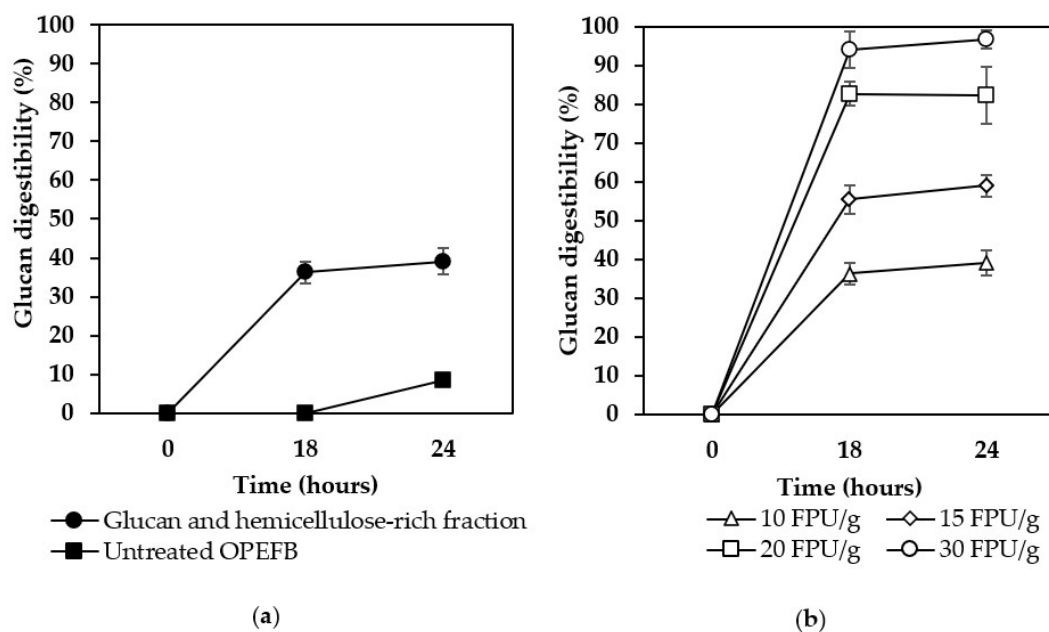 100
90
80
70
60
50
40
30
20
10
0
Glucan digestibility (%)
0 18 24
Time (hours)
Glucan and hemicellulose-rich fraction
Untreated OPEFB
(a)
100
90
80
70
60
50
40
30
20
10
0
Glucan digestibility (%)
0 18 24
Time (hours)
10 FPU/g 15 FPU/g
20 FPU/g 30 FPU/g
(b)